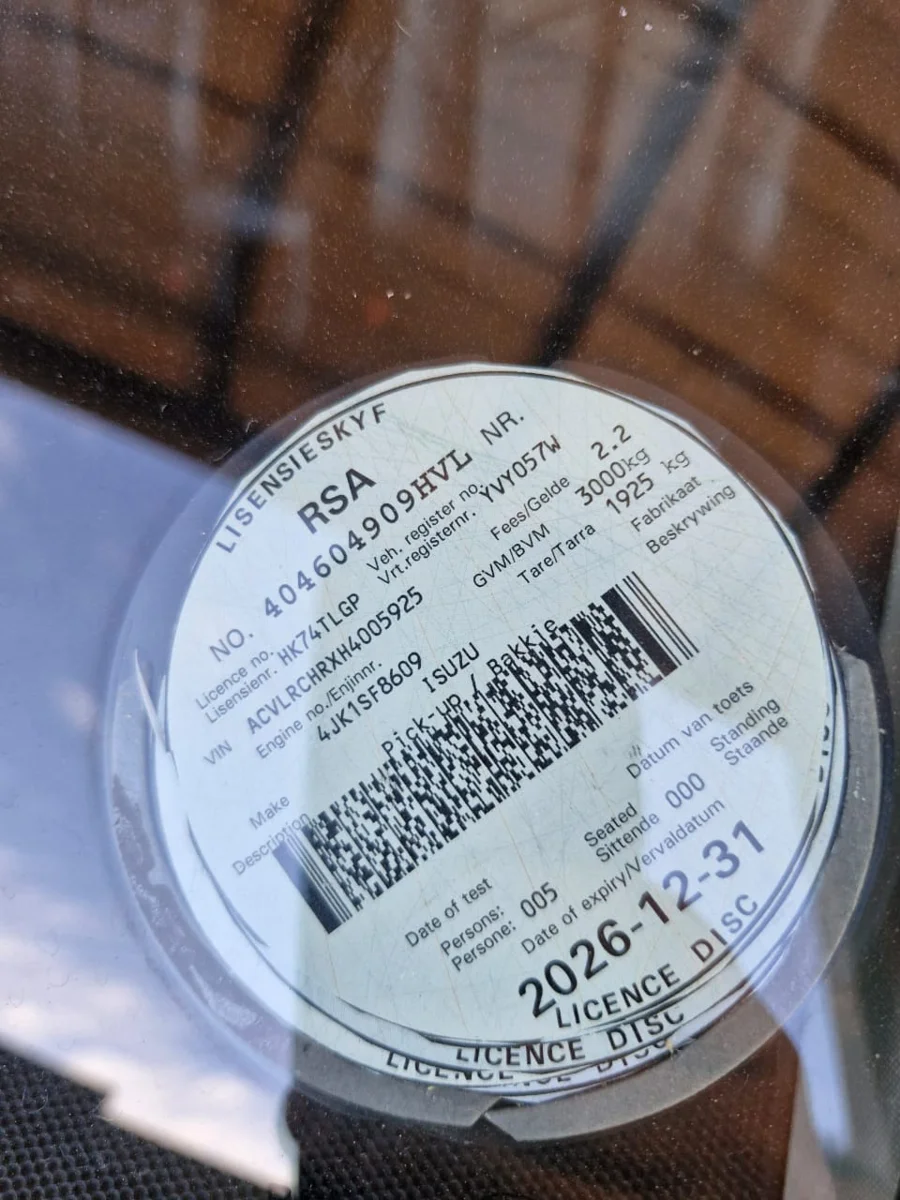 LISENSIESKYF
RSA
NO. 404604909HVL NR.
Licence no.
Lisensienr. HK74TLGP
Veh. register no.
Vrt.registernr. YVY057W
VIN ACVLRCHRXH4005925
Fees/Gelde 2.2
Engine no./Enjinnr.
4JK1SF8609
GVM/BVM 3000kg
Tare/Tarra 1925 kg
Make ISUZU Fabrikaat
Description Pick-up / Bakkie Beskrywing
Date of test Datum van toets
Persons: 005 Seated 000 Standing
Persone: Sittende Staande
Date of expiry/Vervaldatum
2026-12-31
LICENCE DISC
LICENCE DISC
LICENCE DISC